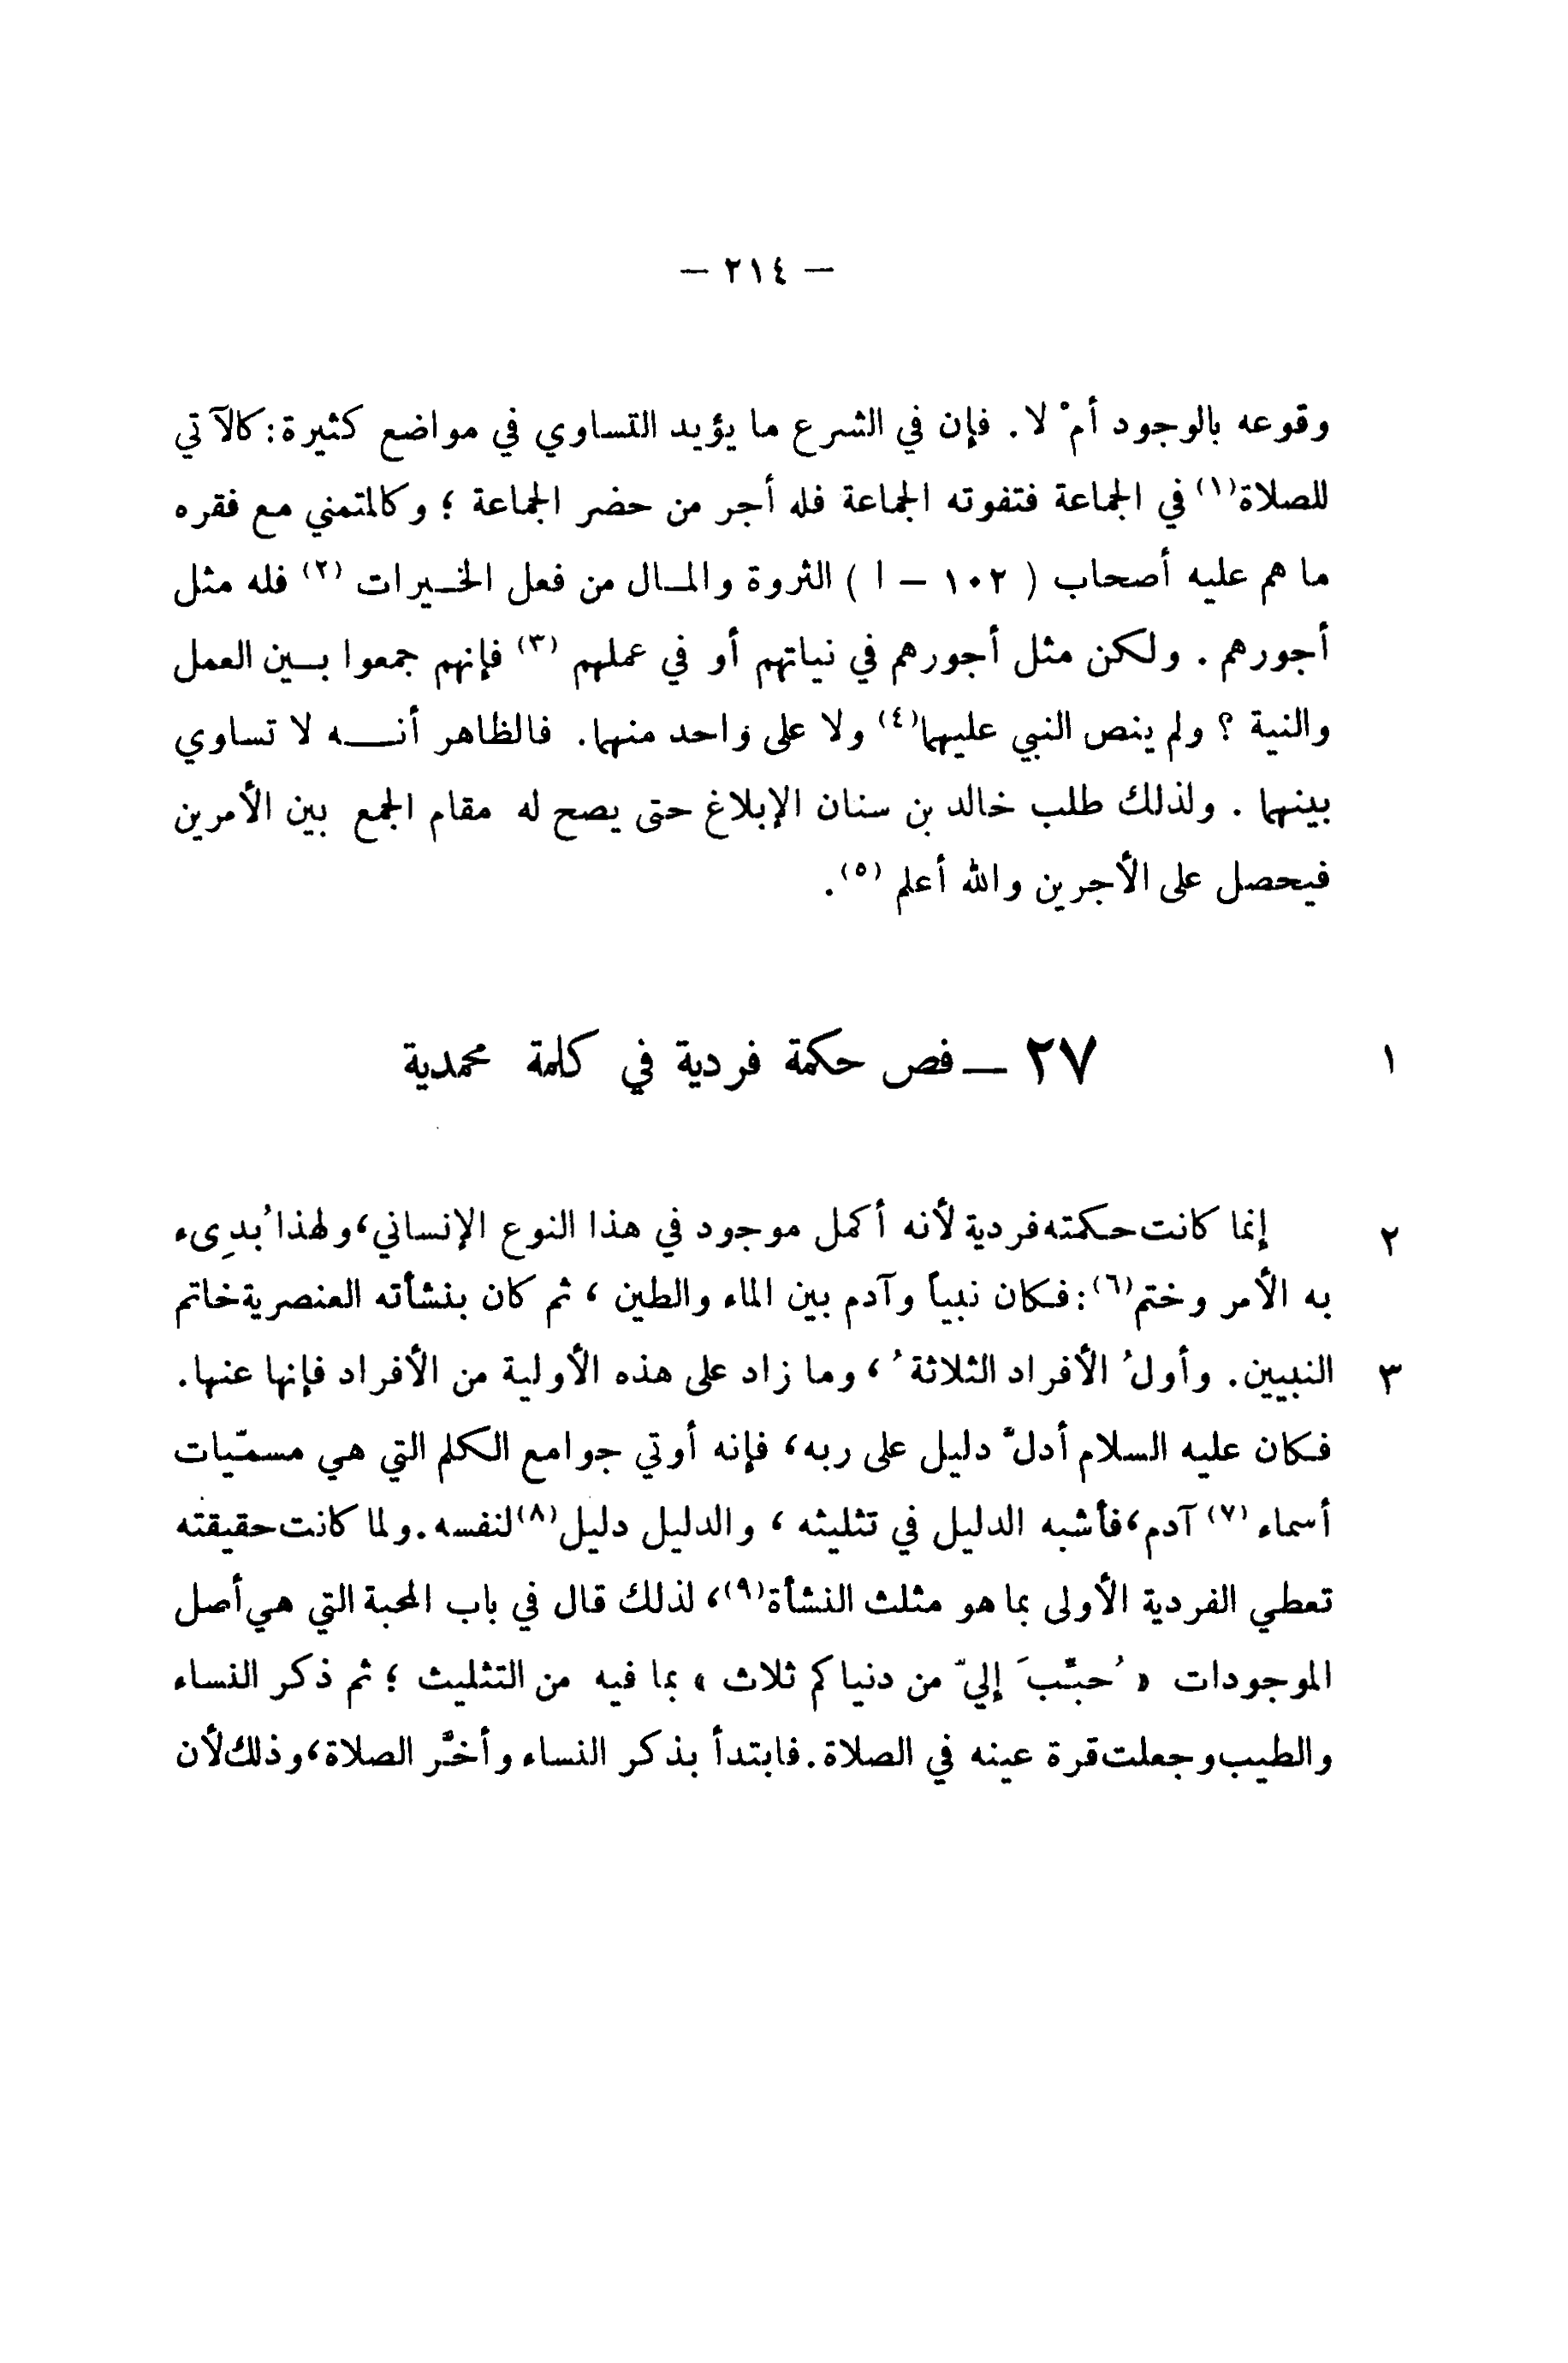 — ٢١٤ —
وقوعه بالوجود أمْ لا. فإن في الشرع ما يؤيد التساوي في مواضع كثيرة: كالآتي
للصلاة(١) في الجماعة فتفوته الجماعة فله أجر من حضر الجماعة ؛ وكالمتمني مع فقره
ما هم عليه أصحاب ( ١٠٢ – ا ) الثروة والمـال من فعل الخـيرات (٢) فله مثل
أجورهم . ولكن مثل أجورهم في نياتهم أو في عملهم (٣) فإنهم جمعوا بـين العمل
والنية ؟ ولم ينص النبي عليهما(٤) ولا على واحد منهما. فالظاهر أنـــه لا تساوي
بينهما . ولذلك طلب خالد بن سنان الإبلاغ حتى يصح له مقام الجمع بين الأمرين
فيحصل على الأجرين والله أعلم (٥).
١ ٢٧ — فص حكمة فردية في كلمة محمدية
٢ إنما كانت حكمته فردية لأنه أكمل موجود في هذا النوع الإنساني، ولهذا بُدِىء
به الأمر وختم(٦): فكان نبياً وآدم بين الماء والطين ، ثم كان بنشأته العنصرية خاتم
٣ النبيين. وأولُ الأفراد الثلاثةُ ، وما زاد على هذه الأولية من الأفراد فإنها عنها.
فكان عليه السلام أدلَّ دليل على ربه، فإنه أوتي جوامع الكلم التي هي مسمّيات
أسماء (٧) آدم، فأشبه الدليل في تثليثه ، والدليل دليل(٨) لنفسه. ولما كانت حقيقته
تعطي الفردية الأولى بما هو مثلث النشأة(٩)، لذلك قال في باب المحبة التي هي أصل
الموجودات « حُبِّبَ إليّ من دنياكم ثلاث » بما فيه من التثليث ؛ ثم ذكر النساء
والطيب وجعلت قرة عينه في الصلاة. فابتدأ بذكر النساء وأخَّر الصلاة، وذلك لأن